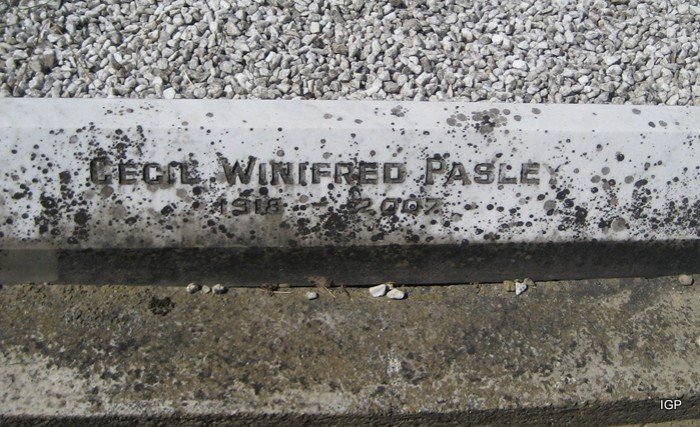 CECIL WINIFRED PASLEY
1918 - 2007
IGP